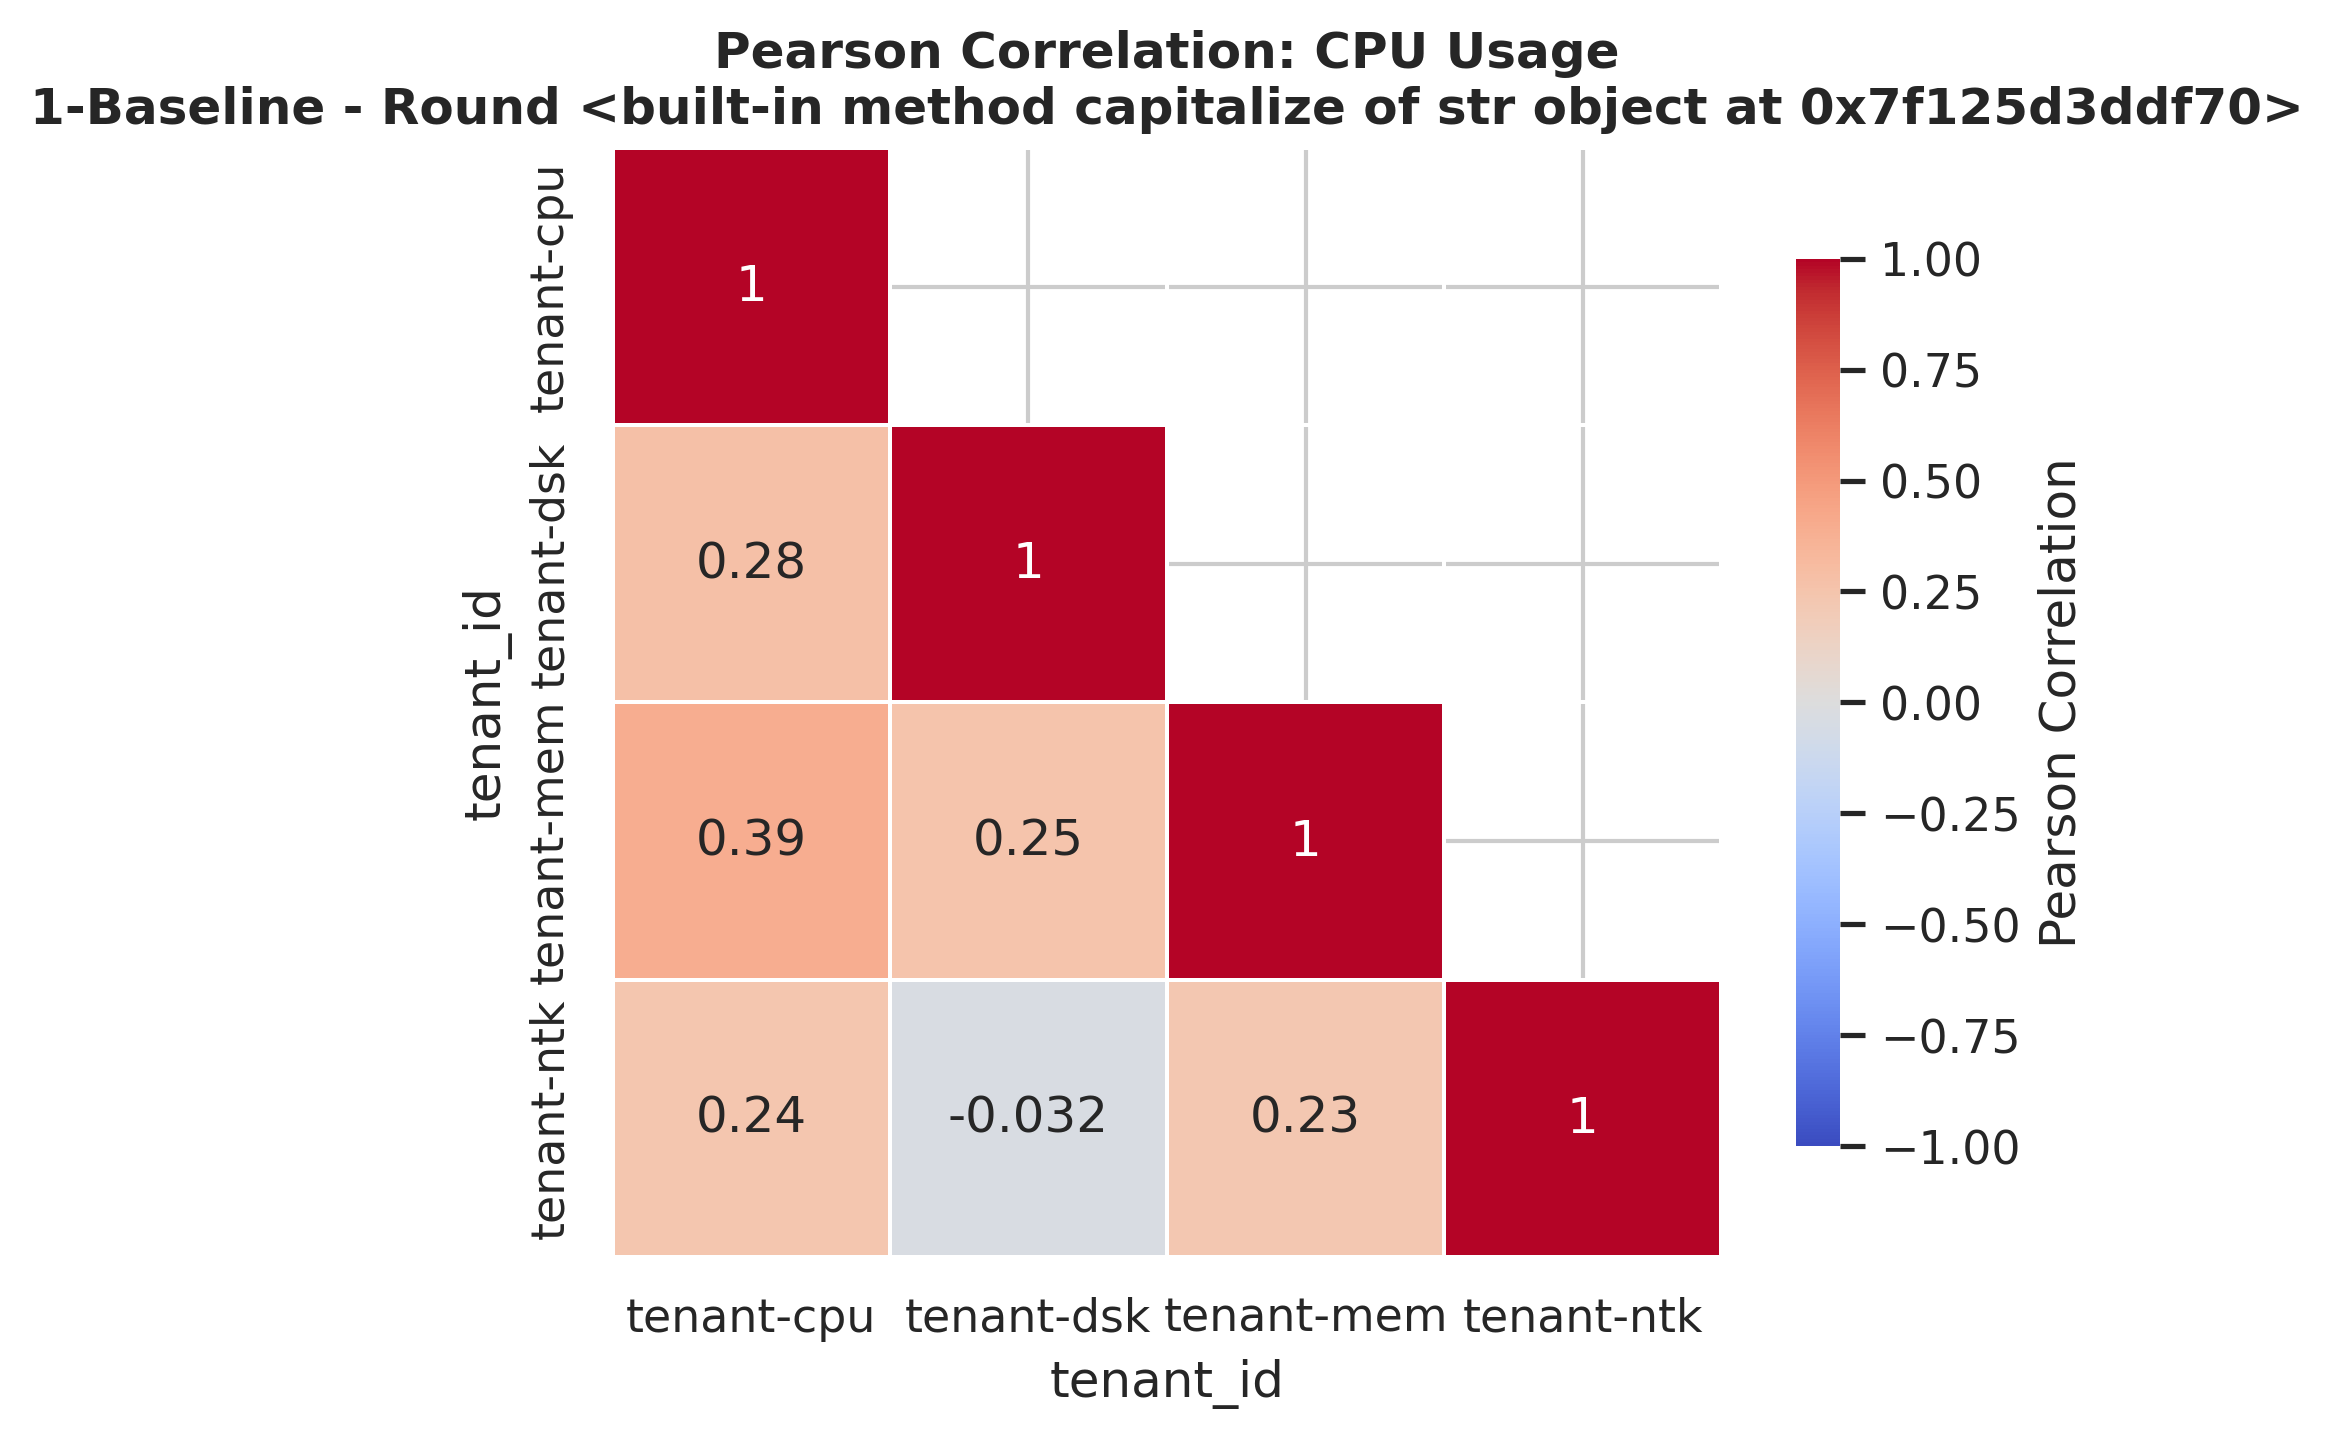 Pearson Correlation: CPU Usage
1-Baseline - Round <built-in method capitalize of str object at 0x7f125d3ddf70>
tenant_id
tenant-cpu
1
tenant-dsk
0.28
1
tenant-mem
0.39
0.25
1
tenant-ntk
0.24
-0.032
0.23
1
tenant-cpu
tenant-dsk
tenant-mem
tenant-ntk
tenant_id
1.00
0.75
0.50
0.25
0.00
−0.25
−0.50
−0.75
−1.00
Pearson Correlation